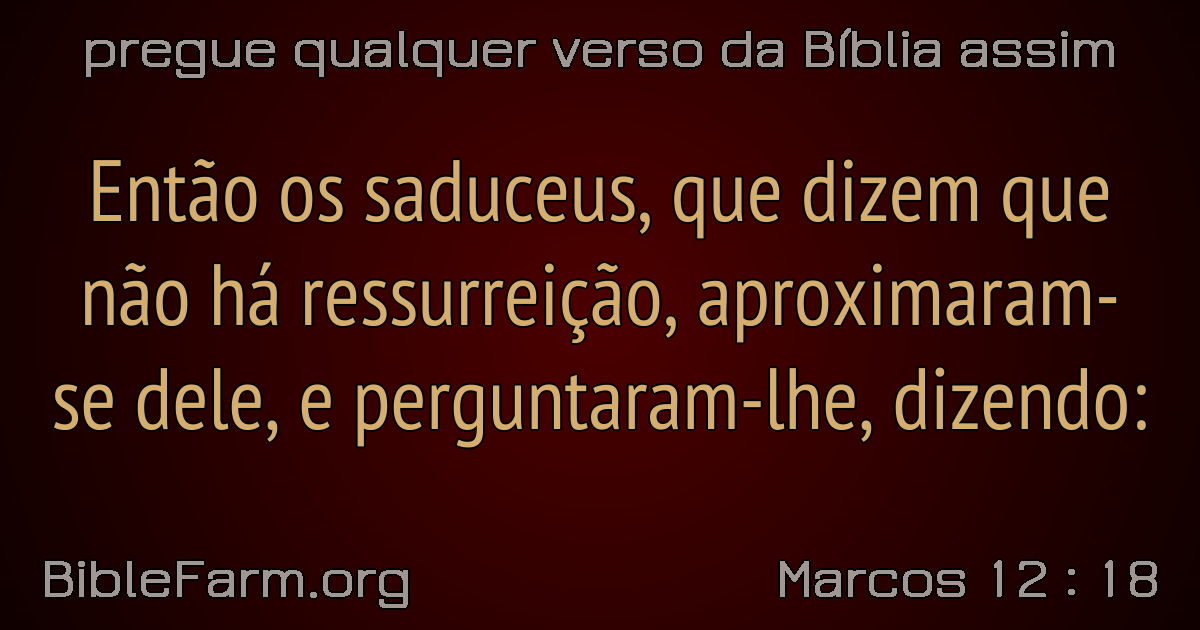 pregue qualquer verso da Bíblia assim
Então os saduceus, que dizem que
não há ressurreição, aproximaram-
se dele, e perguntaram-lhe, dizendo:
BibleFarm.org
Marcos 12 : 18